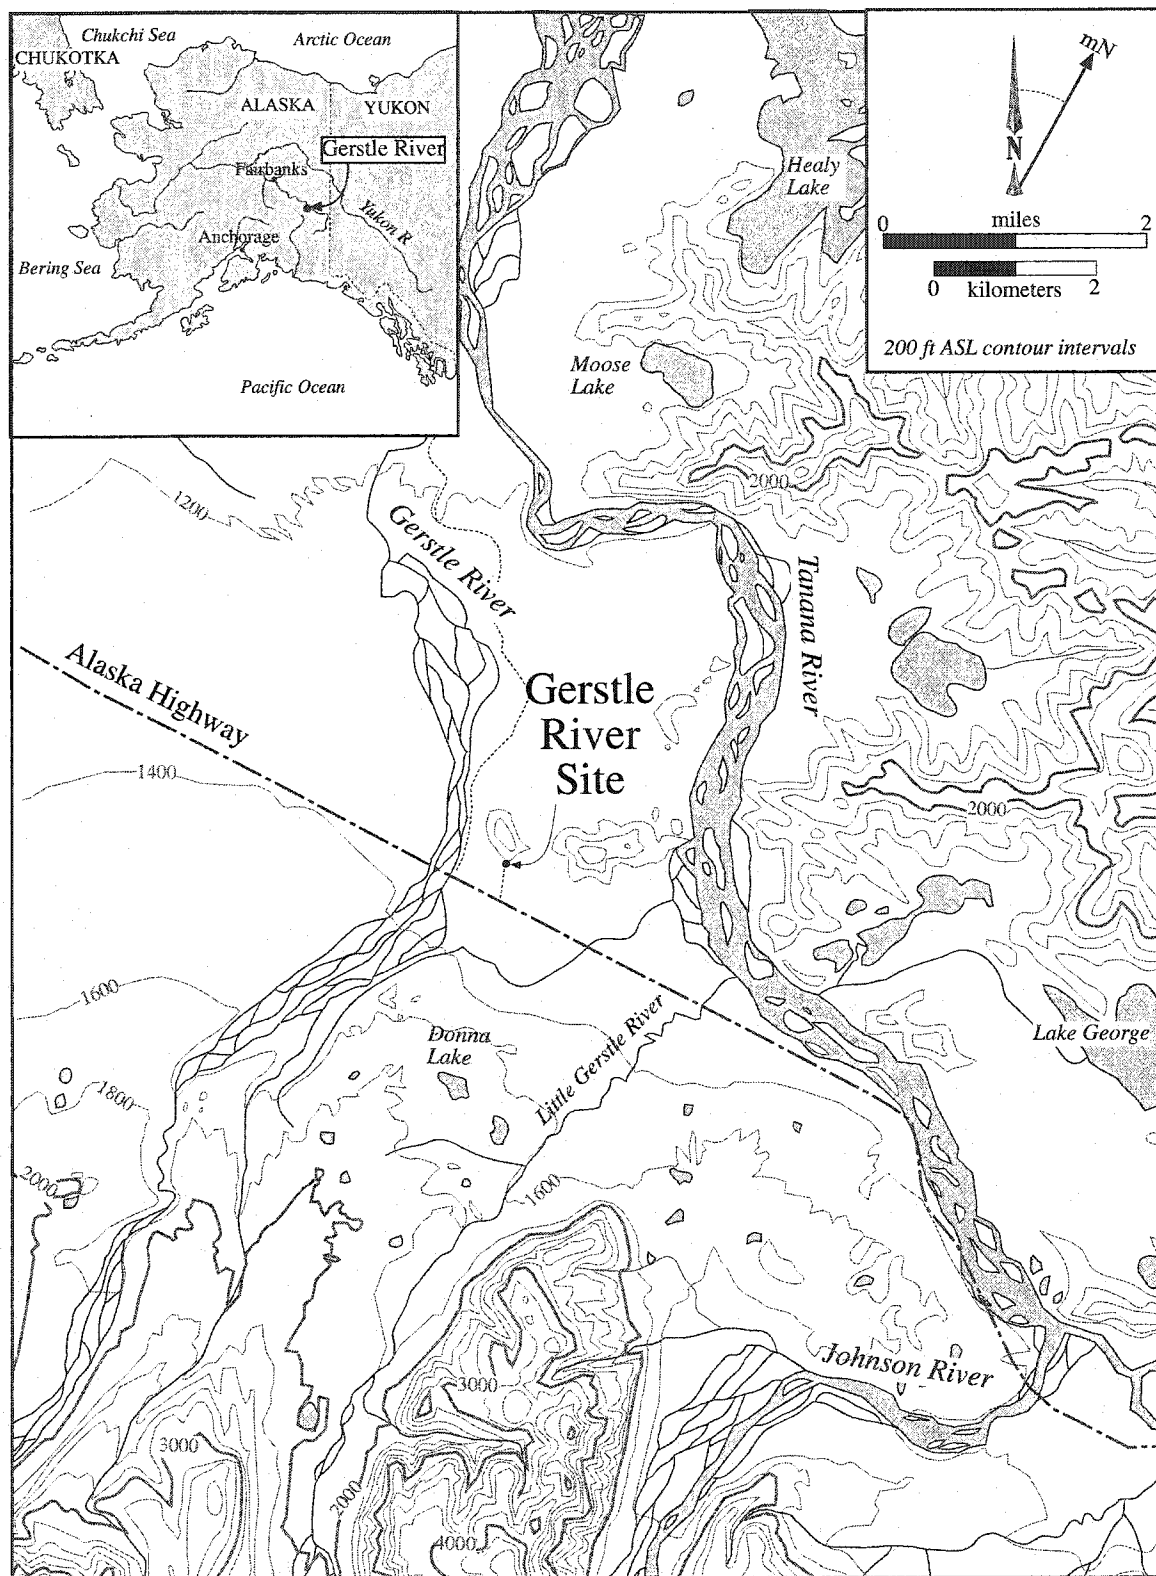 Chukchi Sea
Arctic Ocean
CHUKOTKA
ALASKA
YUKON
Gerstle River
Fairbanks
Yukon R
Anchorage
Bering Sea
Pacific Ocean
mN
N
0 miles 2
0 kilometers 2
200 ft ASL contour intervals
Healy
Lake
Moose
Lake
2000
1200
Gerstle River
Tanana River
Alaska Highway
Gerstle
River
Site
1400
2000
1600
Donna
Lake
Little Gerstle River
Lake George
1800
2000
1600
Johnson River
3000
3000
2000
4000